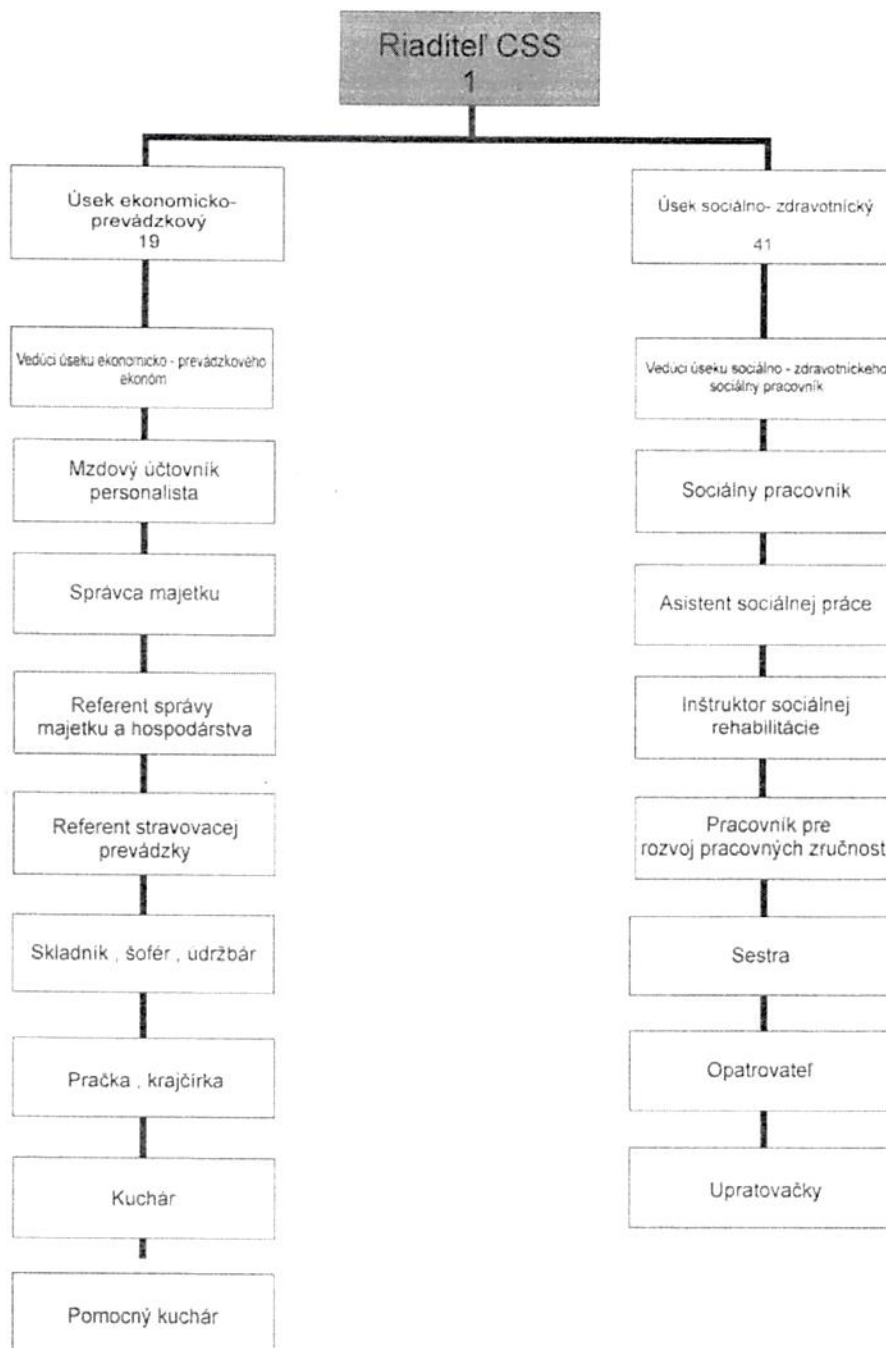 Riaditeľ CSS
1
Úsek ekonomicko-
prevádzkový
19
Vedúci úseku ekonomicko - prevádzkového
ekonóm
Mzdový účtovník
personalista
Správca majetku
Referent správy
majetku a hospodárstva
Referent stravovacej
prevádzky
Skladník , šofér , údržbár
Pračka , krajčírka
Kuchár
Pomocný kuchár
Úsek sociálno- zdravotnícky
41
Vedúci úseku sociálno - zdravotníckeho
sociálny pracovník
Sociálny pracovník
Asistent sociálnej práce
Inštruktor sociálnej
rehabilitácie
Pracovník pre
rozvoj pracovných zručnost
Sestra
Opatrovateľ
Upratovačky